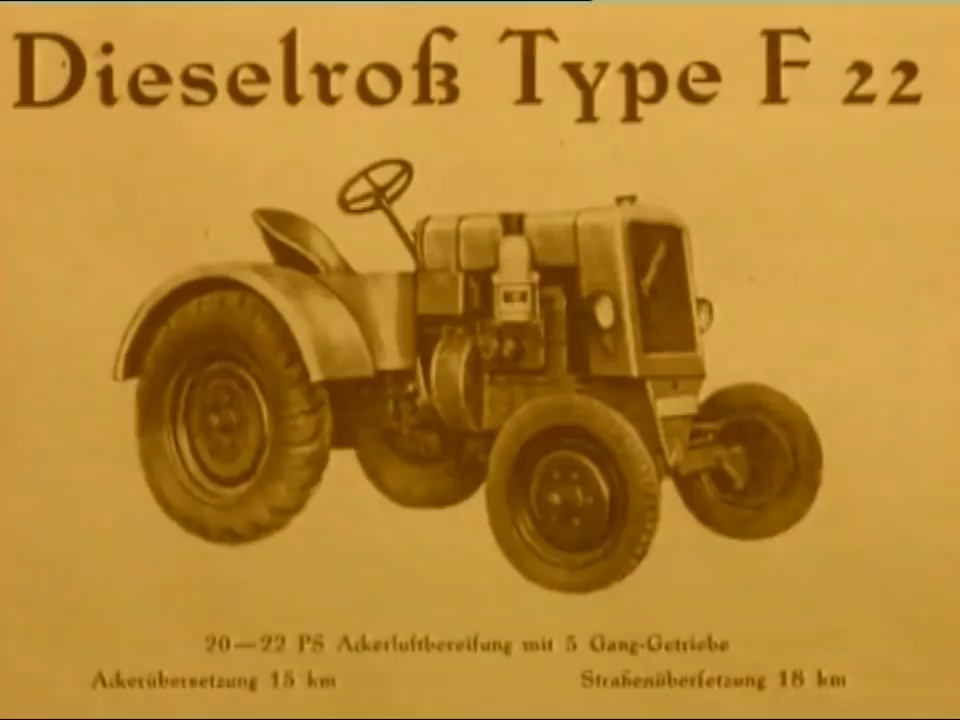 Dieselroß Type F 22
20—22 PS Ackerluftbereifung mit 5 Gang-Getriebe
Ackerübersetzung 15 km Straßenübersetzung 18 km